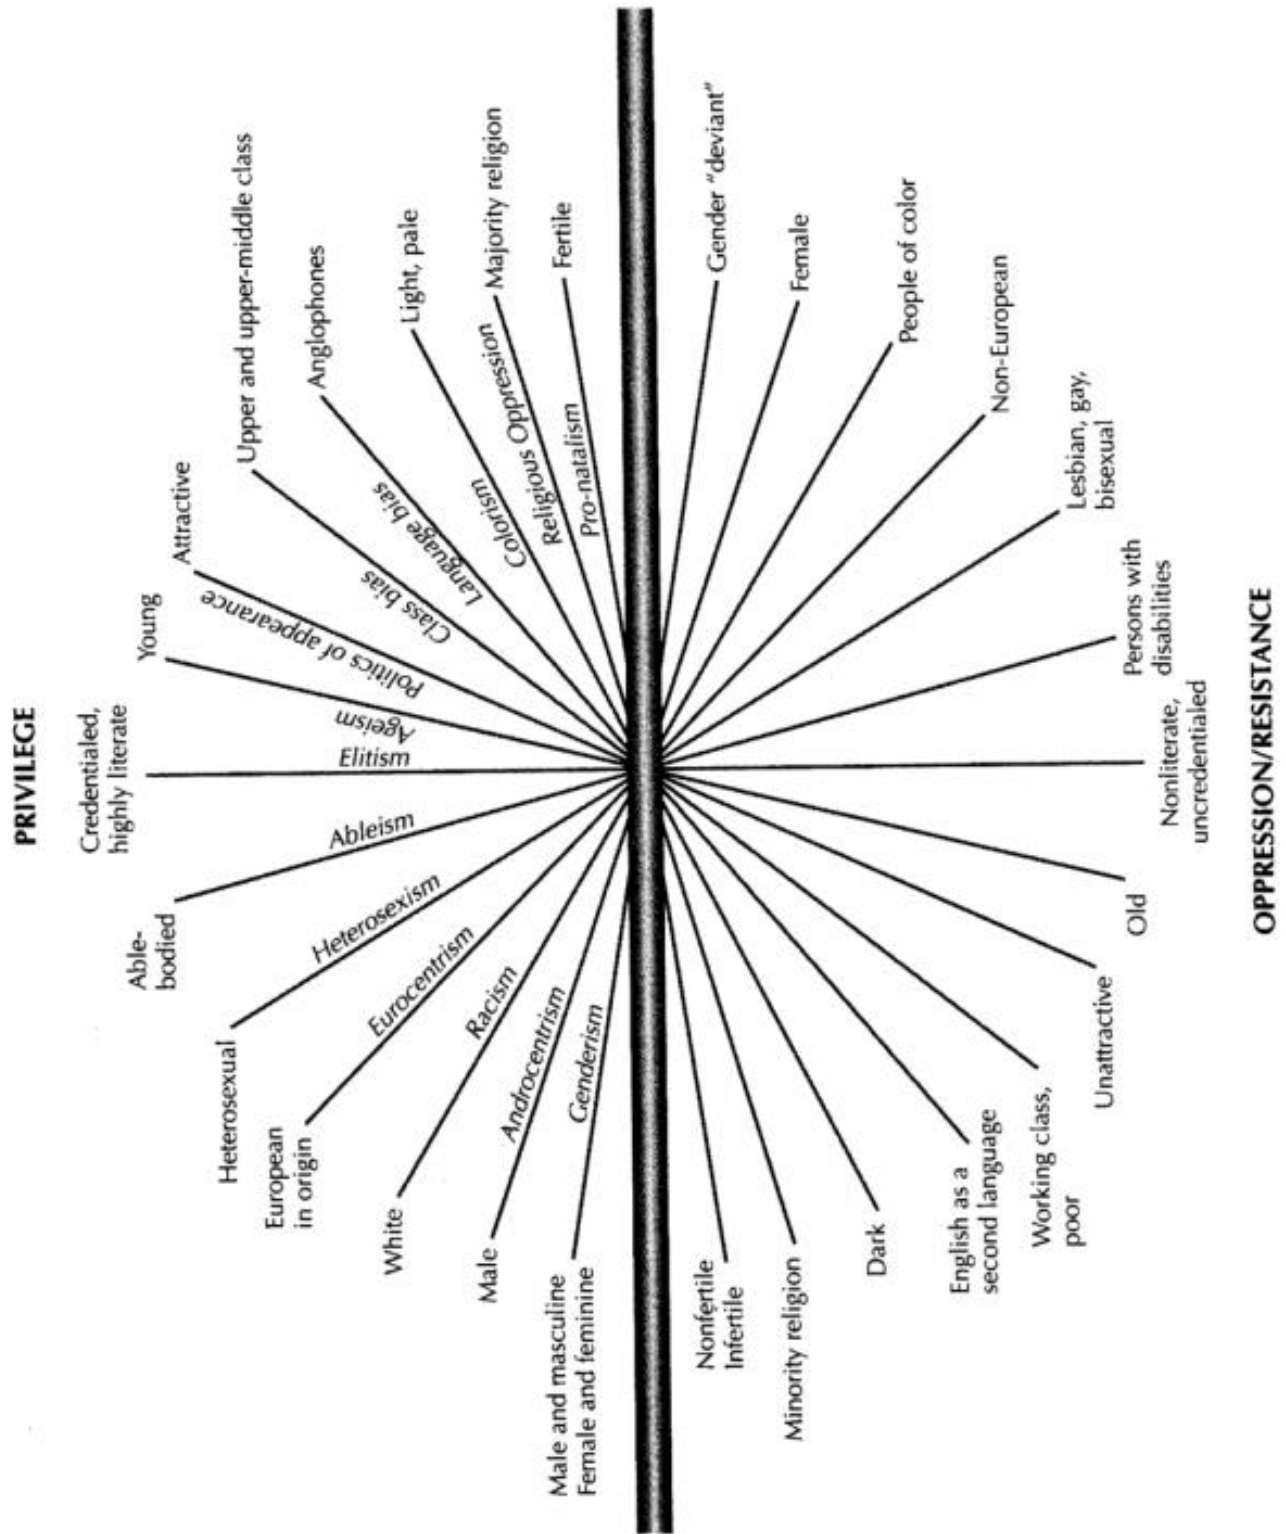 PRIVILEGE
Credentialed,
highly literate
Young
Attractive
Upper and upper-middle class
Anglophones
Light, pale
Majority religion
Fertile
Able-
bodied
Heterosexual
European
in origin
White
Male
Male and masculine
Female and feminine
Genderism
Androcentrism
Racism
Eurocentrism
Heterosexism
Ableism
Elitism
Ageism
Politics of appearance
Class bias
Language bias
Colorism
Religious Oppression
Pro-natalism
Gender "deviant"
Female
People of color
Non-European
Lesbian, gay,
bisexual
Persons with
disabilities
Nonliterate,
uncredentialed
Old
Unattractive
Working class,
poor
English as a
second language
Dark
Minority religion
Nonfertile
Infertile
OPPRESSION/RESISTANCE